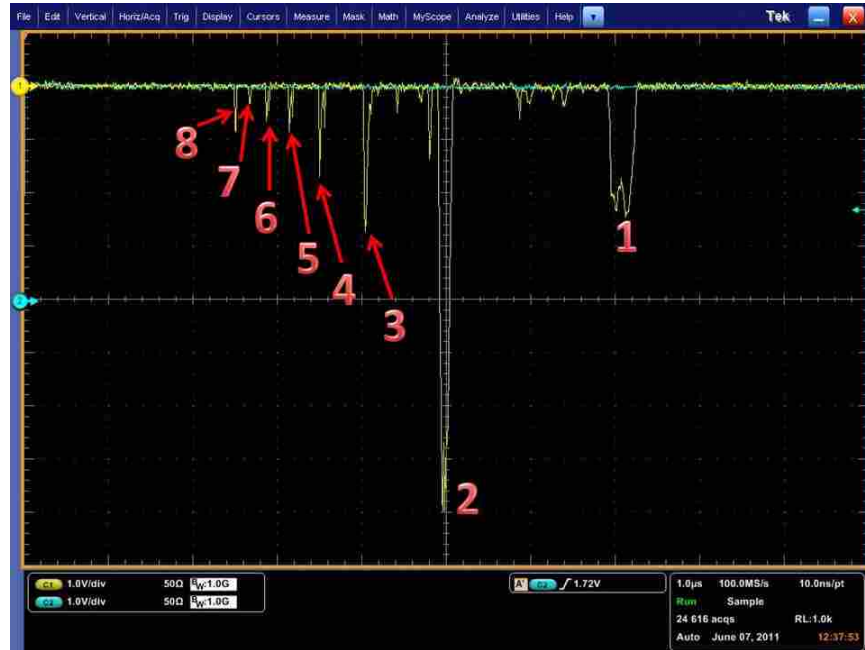 File Edit Vertical Horiz/Acq Trig Display Cursors Measure Mask Math MyScope Analyze Utilities Help Tek X
1
8
7
6
5
4
3
2
1
2
C1 1.0V/div 50Ω BW:1.0G
C2 1.0V/div 50Ω BW:1.0G
A' C2 1.72V
1.0µs 100.0MS/s 10.0ns/pt
Run Sample
24 616 acqs RL:1.0k
Auto June 07, 2011 12:37:53